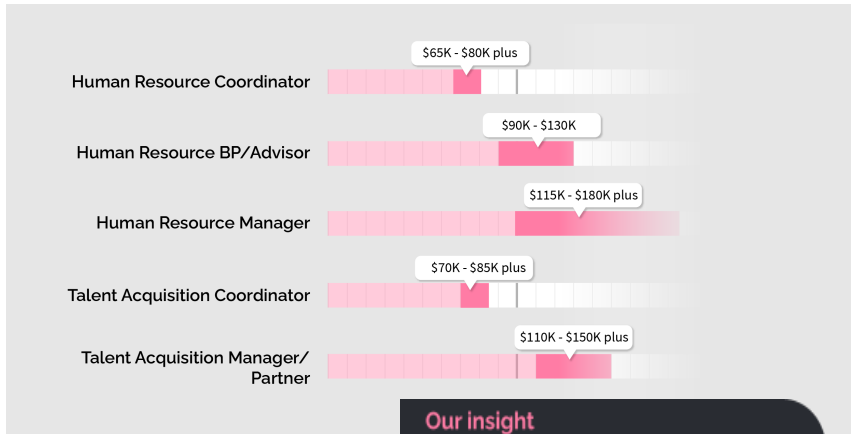 $65K - $80K plus
Human Resource Coordinator
$90K - $130K
Human Resource BP/Advisor
$115K - $180K plus
Human Resource Manager
$70K - $85K plus
Talent Acquisition Coordinator
$110K - $150K plus
Talent Acquisition Manager/
Partner
Our insight